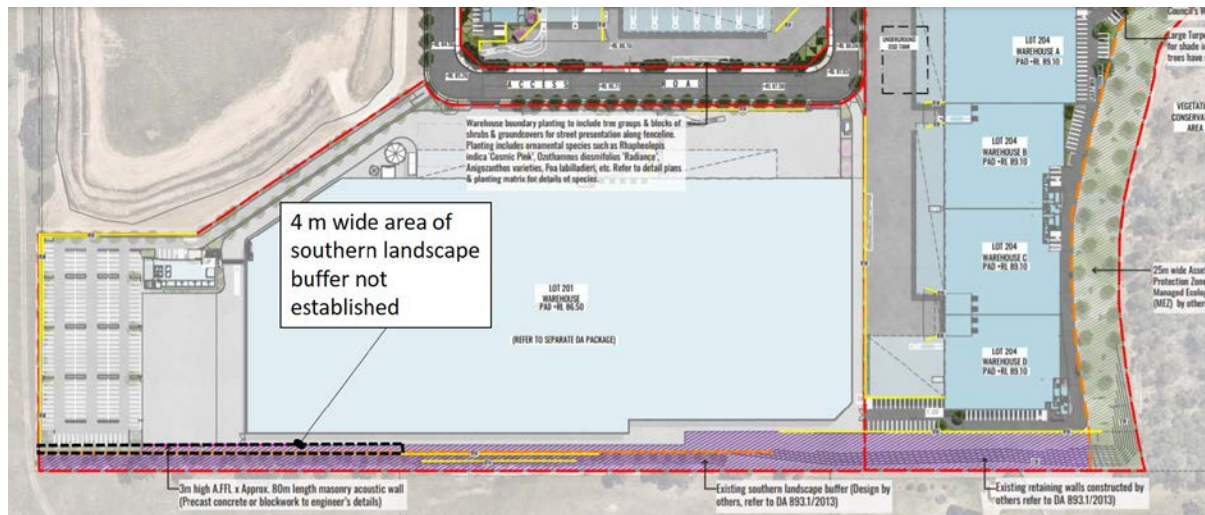 Council's W
UNDERGROUND
OSD TANK
LOT 204
WAREHOUSE A
PAD +RL 89.10
Large Turpe
for shade in
trees have
ACCESS ROAD
Warehouse boundary planting to include tree groups & blocks of
shrubs & groundcovers for street presentation along fenceline.
Planting includes ornamental species such as Rhapheolepis
indica 'Cosmic Pink', Ozothamnus diosmifolius 'Radiance',
Anigozanthos varieties, Poa labilladieri, etc. Refer to detail plans
& planting matrix for details of species.
VEGETATI
CONSERVA
AREA
LOT 204
WAREHOUSE B
PAD +RL 89.10
4 m wide area of
southern landscape
buffer not
established
LOT 204
WAREHOUSE C
PAD +RL 89.10
25m wide Asset
Protection Zone
Managed Ecolog
(MEZ) by others
LOT 201
WAREHOUSE
PAD +RL 86.50
(REFER TO SEPARATE DA PACKAGE)
LOT 204
WAREHOUSE D
PAD +RL 89.10
3m high A.FFL x Approx. 80m length masonry acoustic wall
(Precast concrete or blockwork to engineer's details)
Existing southern landscape buffer (Design by
others, refer to DA 893.1/2013)
Existing retaining walls constructed by
others refer to DA 893.1/2013)